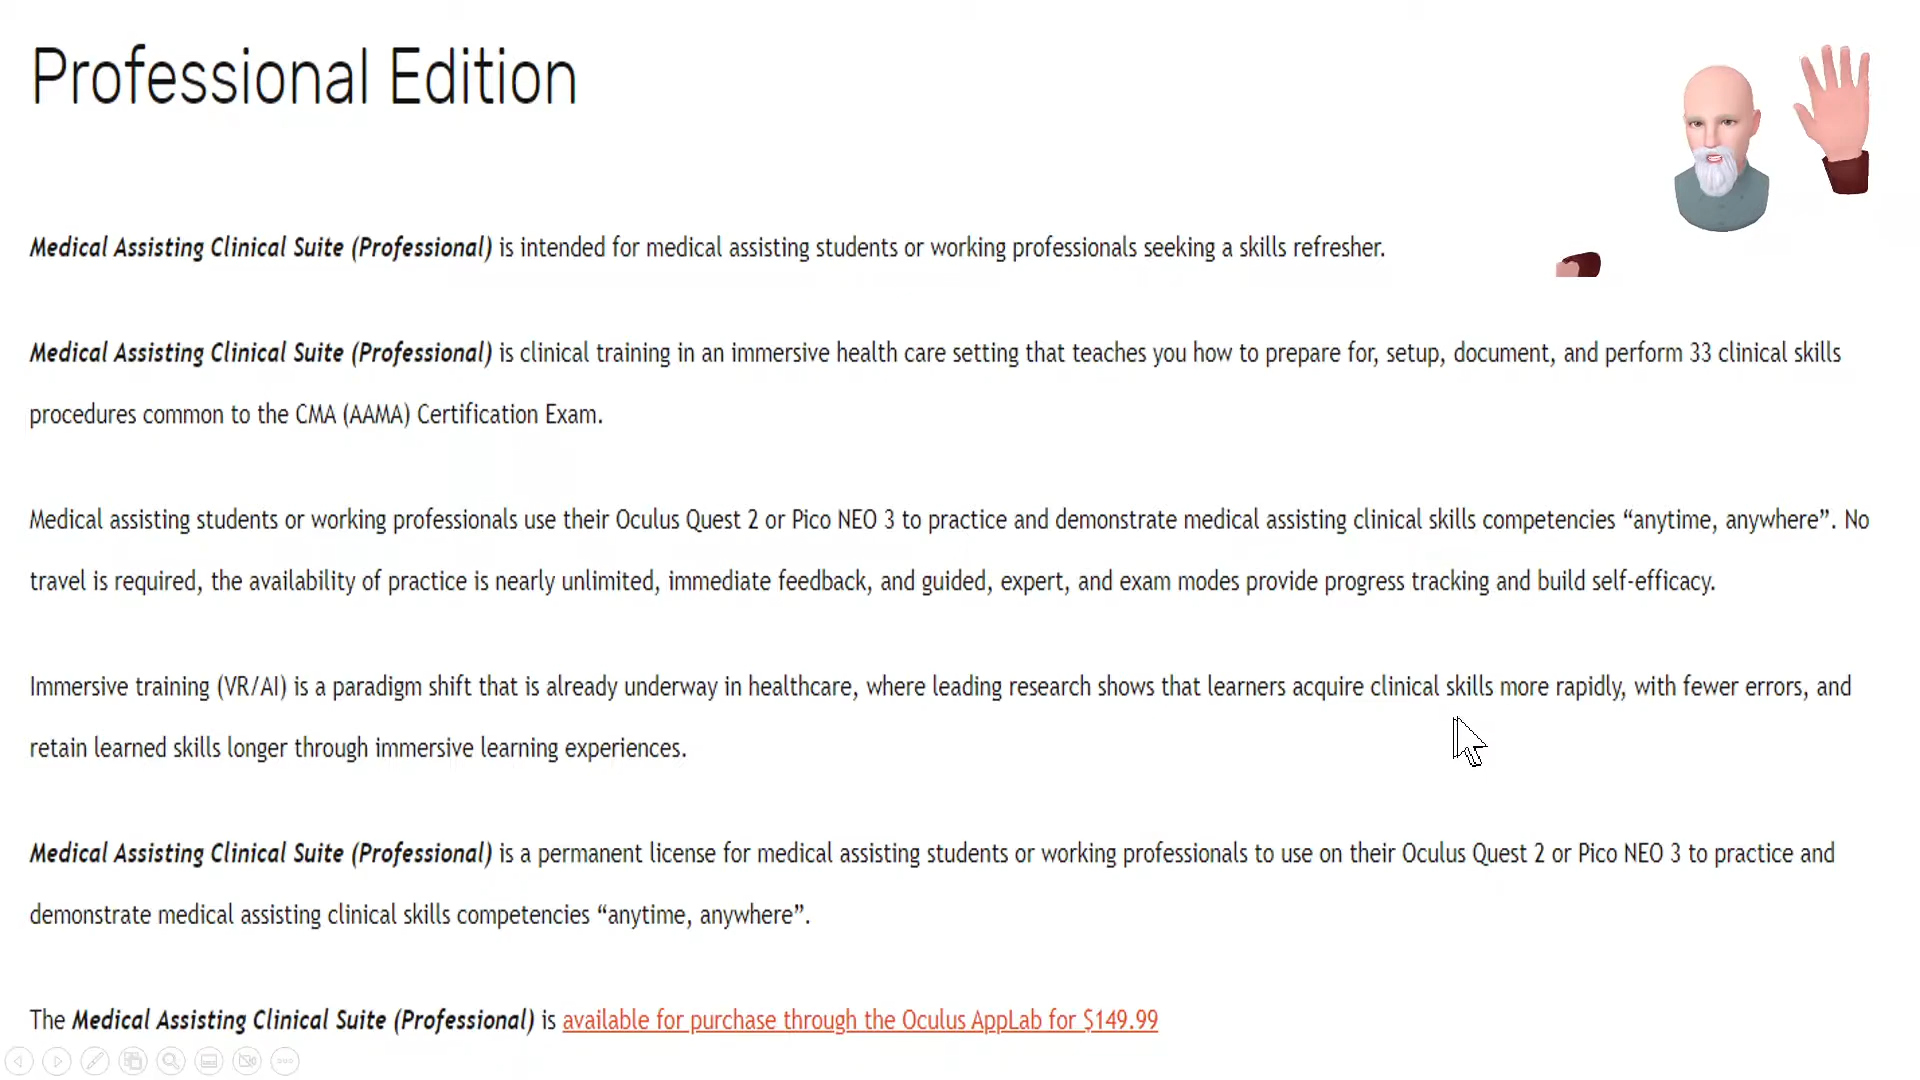 Professional Edition
Medical Assisting Clinical Suite (Professional) is intended for medical assisting students or working professionals seeking a skills refresher.
Medical Assisting Clinical Suite (Professional) is clinical training in an immersive health care setting that teaches you how to prepare for, setup, document, and perform 33 clinical skills
procedures common to the CMA (AAMA) Certification Exam.
Medical assisting students or working professionals use their Oculus Quest 2 or Pico NEO 3 to practice and demonstrate medical assisting clinical skills competencies “anytime, anywhere”. No
travel is required, the availability of practice is nearly unlimited, immediate feedback, and guided, expert, and exam modes provide progress tracking and build self-efficacy.
Immersive training (VR/AI) is a paradigm shift that is already underway in healthcare, where leading research shows that learners acquire clinical skills more rapidly, with fewer errors, and
retain learned skills longer through immersive learning experiences.
Medical Assisting Clinical Suite (Professional) is a permanent license for medical assisting students or working professionals to use on their Oculus Quest 2 or Pico NEO 3 to practice and
demonstrate medical assisting clinical skills competencies “anytime, anywhere”.
The Medical Assisting Clinical Suite (Professional) is available for purchase through the Oculus AppLab for $149.99